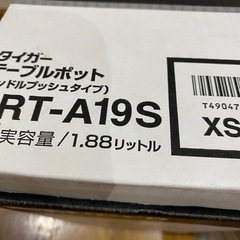 タイガー
テーブルポット
ンドルプッシュタイプ)
RT-A19S
実容量/1.88リットル
T49047
XS